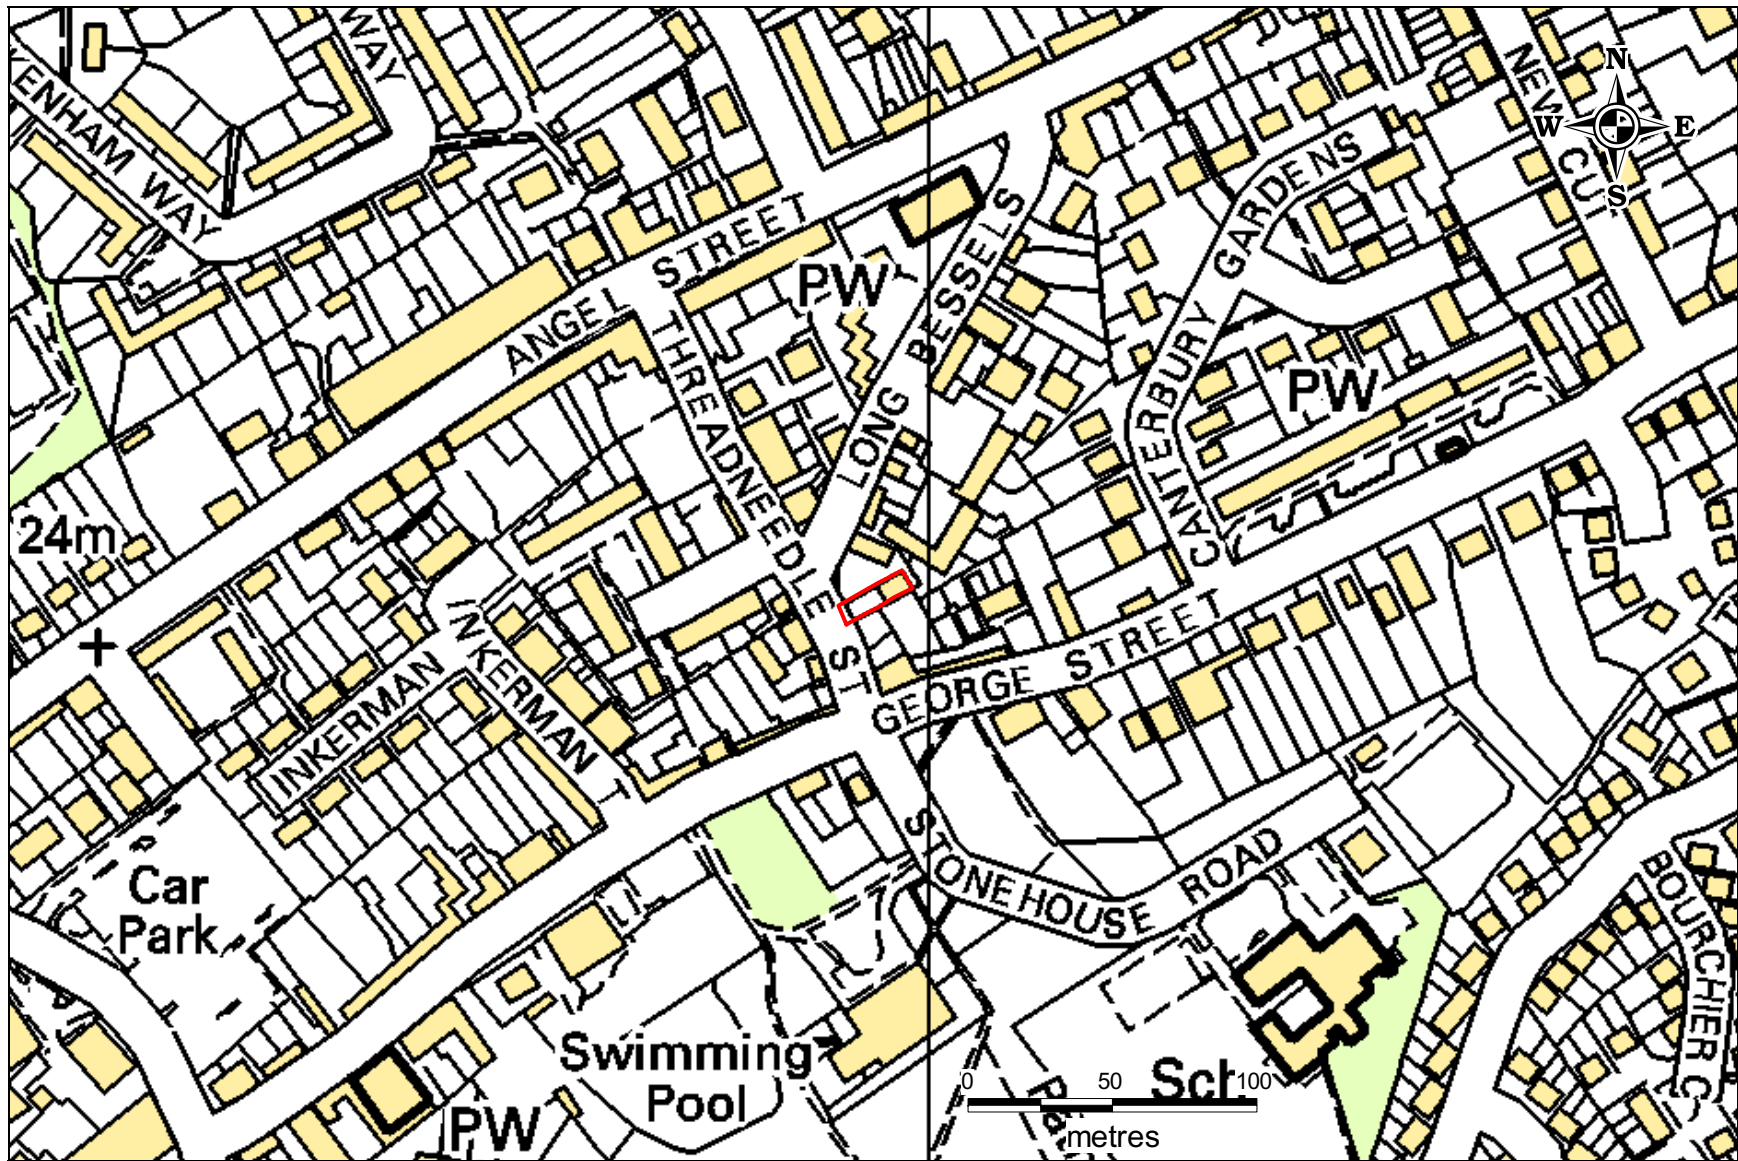 WAY
NEW CUT
N
W E
S
KENHAM WAY
CANTERBURY GARDENS
ANGEL STREET
PW
LONG BESSELS
THREADNEEDLE ST
PW
24m
INKERMAN
INKERMAN T
GEORGE STREET
STONEHOUSE ROAD
Car
Park
BOURCHIER C
Swimming
Pool
Sch
0 50 100
metres
PW